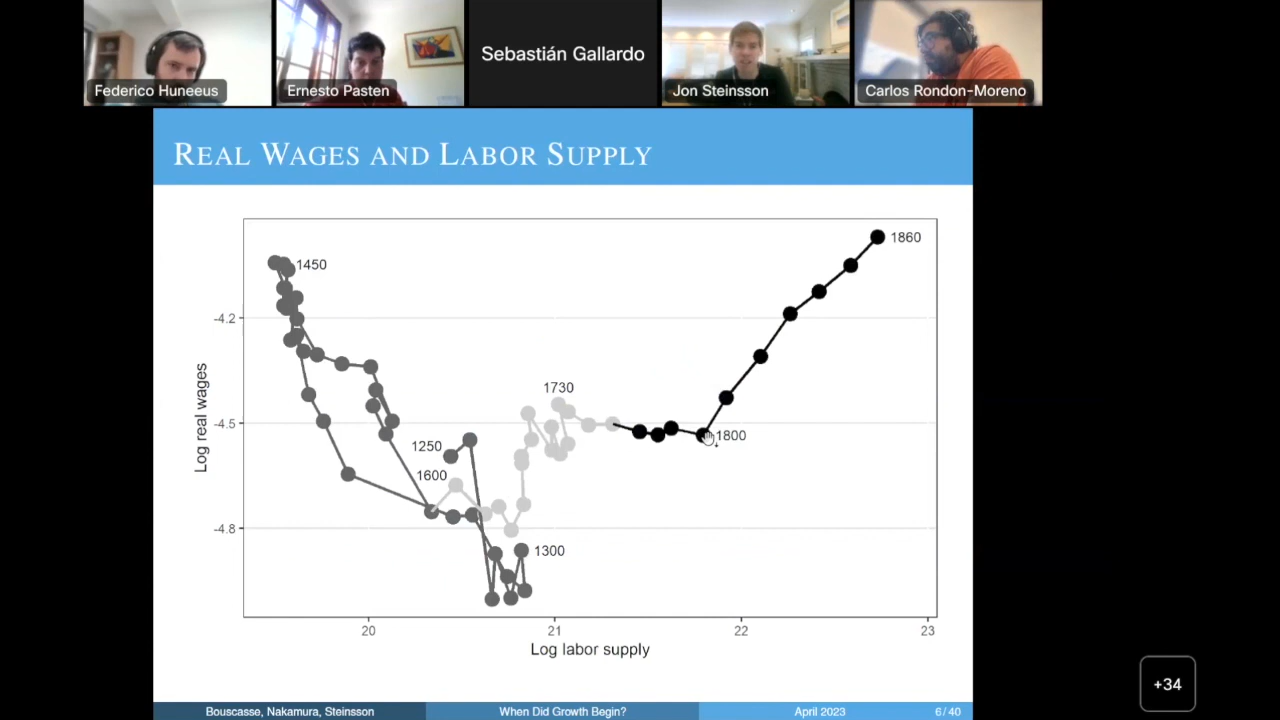 Federico Huneeus
Ernesto Pasten
Sebastián Gallardo
Jon Steinsson
Carlos Rondon-Moreno
REAL WAGES AND LABOR SUPPLY
1860
1450
-4.2
1730
Log real wages
-4.5
1800
1250
1600
-4.8
1300
20
21
22
23
Log labor supply
+34
Bouscasse, Nakamura, Steinsson
When Did Growth Begin?
April 2023
6 / 40